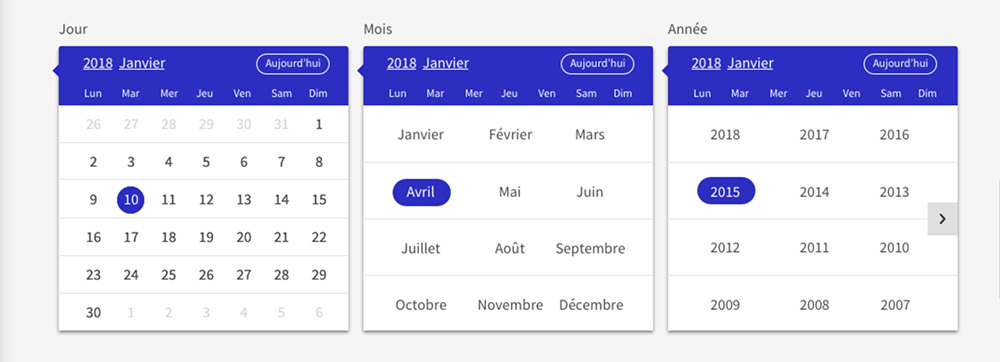 Jour
2018 Janvier Aujourd'hui
Lun Mar Mer Jeu Ven Sam Dim
26 27 28 29 30 31 1
2 3 4 5 6 7 8
9 10 11 12 13 14 15
16 17 18 19 20 21 22
23 24 25 26 27 28 29
30 1 2 3 4 5 6
Mois
2018 Janvier Aujourd'hui
Lun Mar Mer Jeu Ven Sam Dim
Janvier Février Mars
Avril Mai Juin
Juillet Août Septembre
Octobre Novembre Décembre
Année
2018 Janvier Aujourd'hui
Lun Mar Mer Jeu Ven Sam Dim
2018 2017 2016
2015 2014 2013
2012 2011 2010
2009 2008 2007